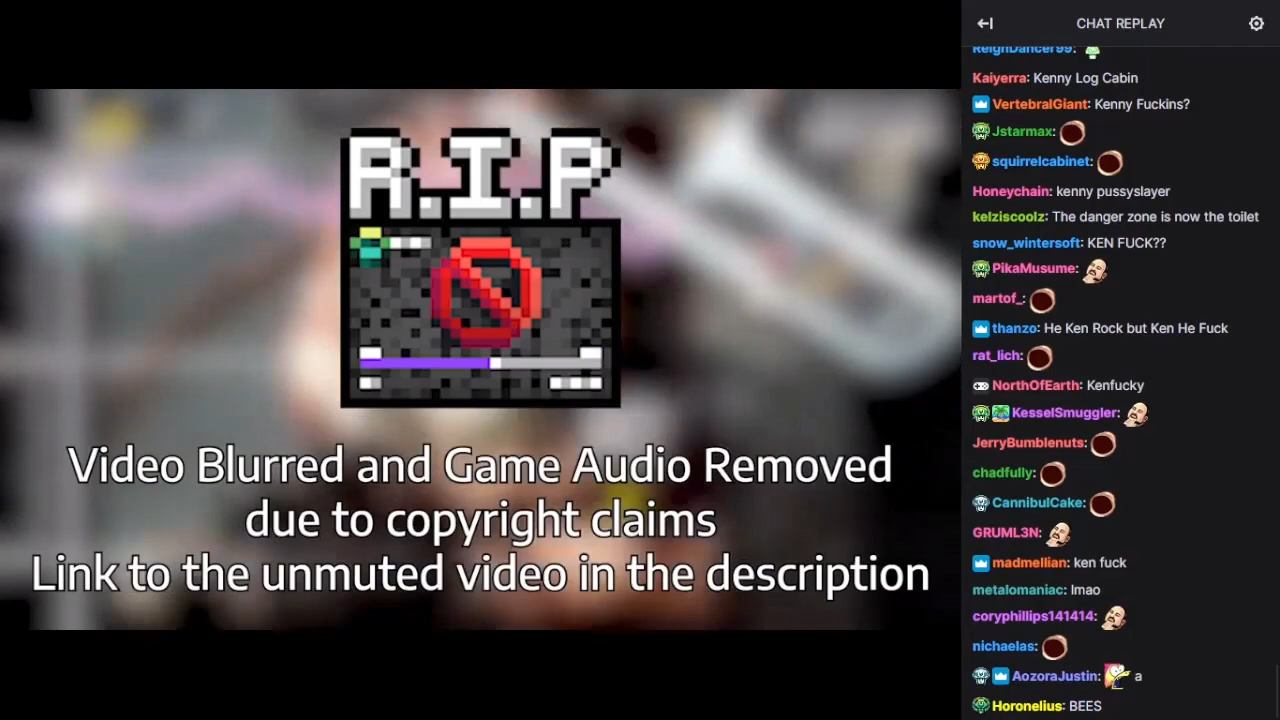 R.I.P
Video Blurred and Game Audio Removed
due to copyright claims
Link to the unmuted video in the description
CHAT REPLAY
ReignDancer99:
Kaiyerra: Kenny Log Cabin
VertebralGiant: Kenny Fuckins?
Jstarmax:
squirrelcabinet:
Honeychain: kenny pussyslayer
kelziscoolz: The danger zone is now the toilet
snow_wintersoft: KEN FUCK??
PikaMusume:
martof_:
thanzo: He Ken Rock but Ken He Fuck
rat_lich:
NorthOfEarth: Kenfucky
KesselSmuggler:
JerryBumblenuts:
chadfully:
CannibulCake:
GRUML3N:
madmellian: ken fuck
metalomaniac: lmao
coryphillips141414:
nichaelas:
AozoraJustin: a
Horonelius: BEES